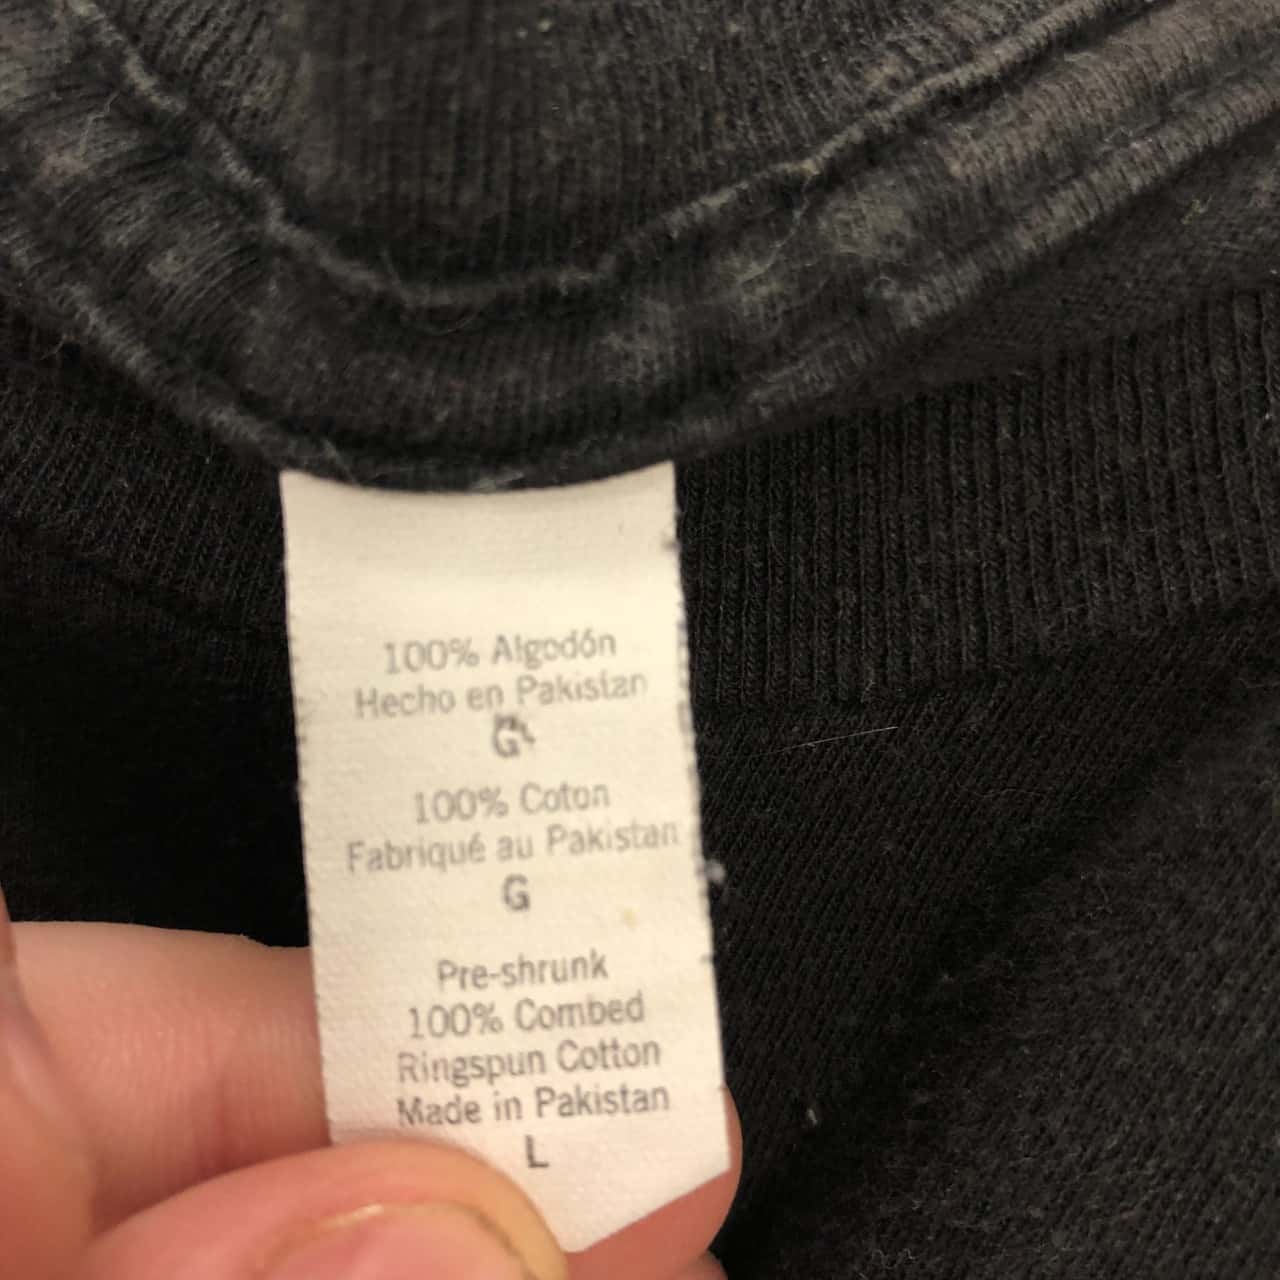 100% Algodón
Hecho en Pakistan
G
100% Coton
Fabriqué au Pakistan
G
Pre-shrunk
100% Combed
Ringspun Cotton
Made in Pakistan
L